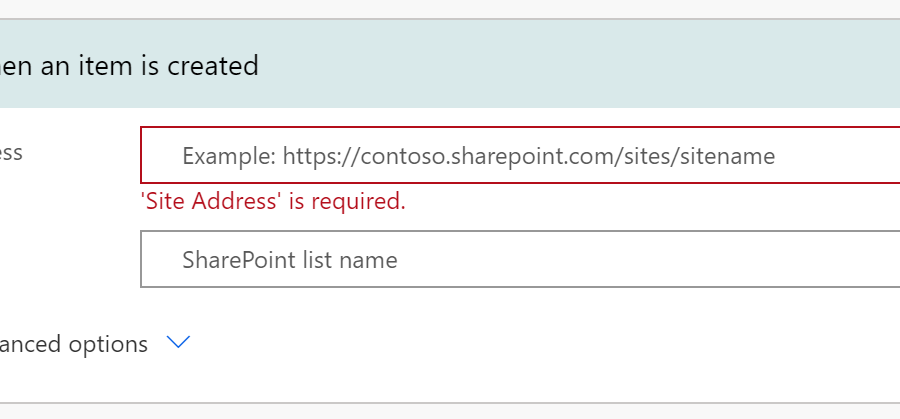 en an item is created
ess
Example: https://contoso.sharepoint.com/sites/sitename
'Site Address' is required.
SharePoint list name
anced options